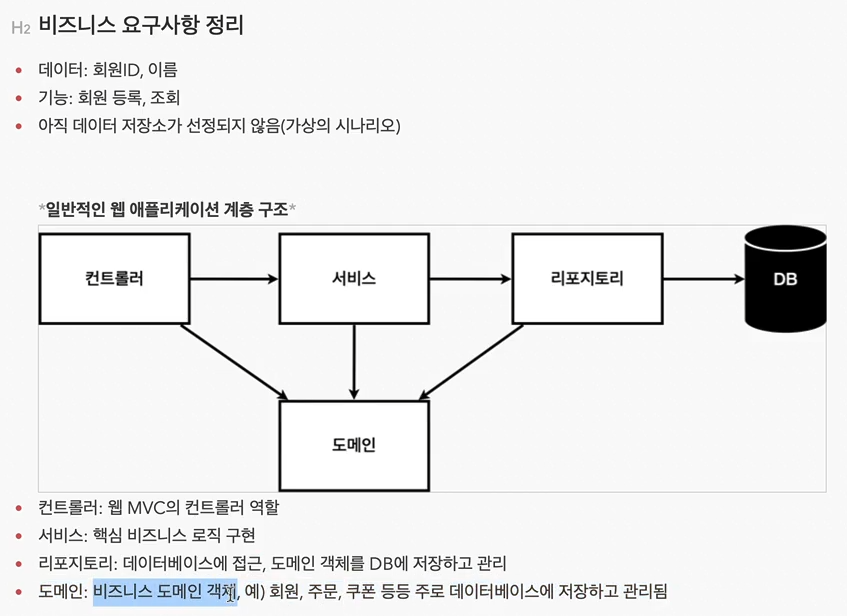 H2 비즈니스 요구사항 정리
• 데이터: 회원ID, 이름
• 기능: 회원 등록, 조회
• 아직 데이터 저장소가 선정되지 않음(가상의 시나리오)
*일반적인 웹 애플리케이션 계층 구조*
컨트롤러
서비스
리포지토리
DB
도메인
• 컨트롤러: 웹 MVC의 컨트롤러 역할
• 서비스: 핵심 비즈니스 로직 구현
• 리포지토리: 데이터베이스에 접근, 도메인 객체를 DB에 저장하고 관리
• 도메인: 비즈니스 도메인 객체, 예) 회원, 주문, 쿠폰 등등 주로 데이터베이스에 저장하고 관리됨